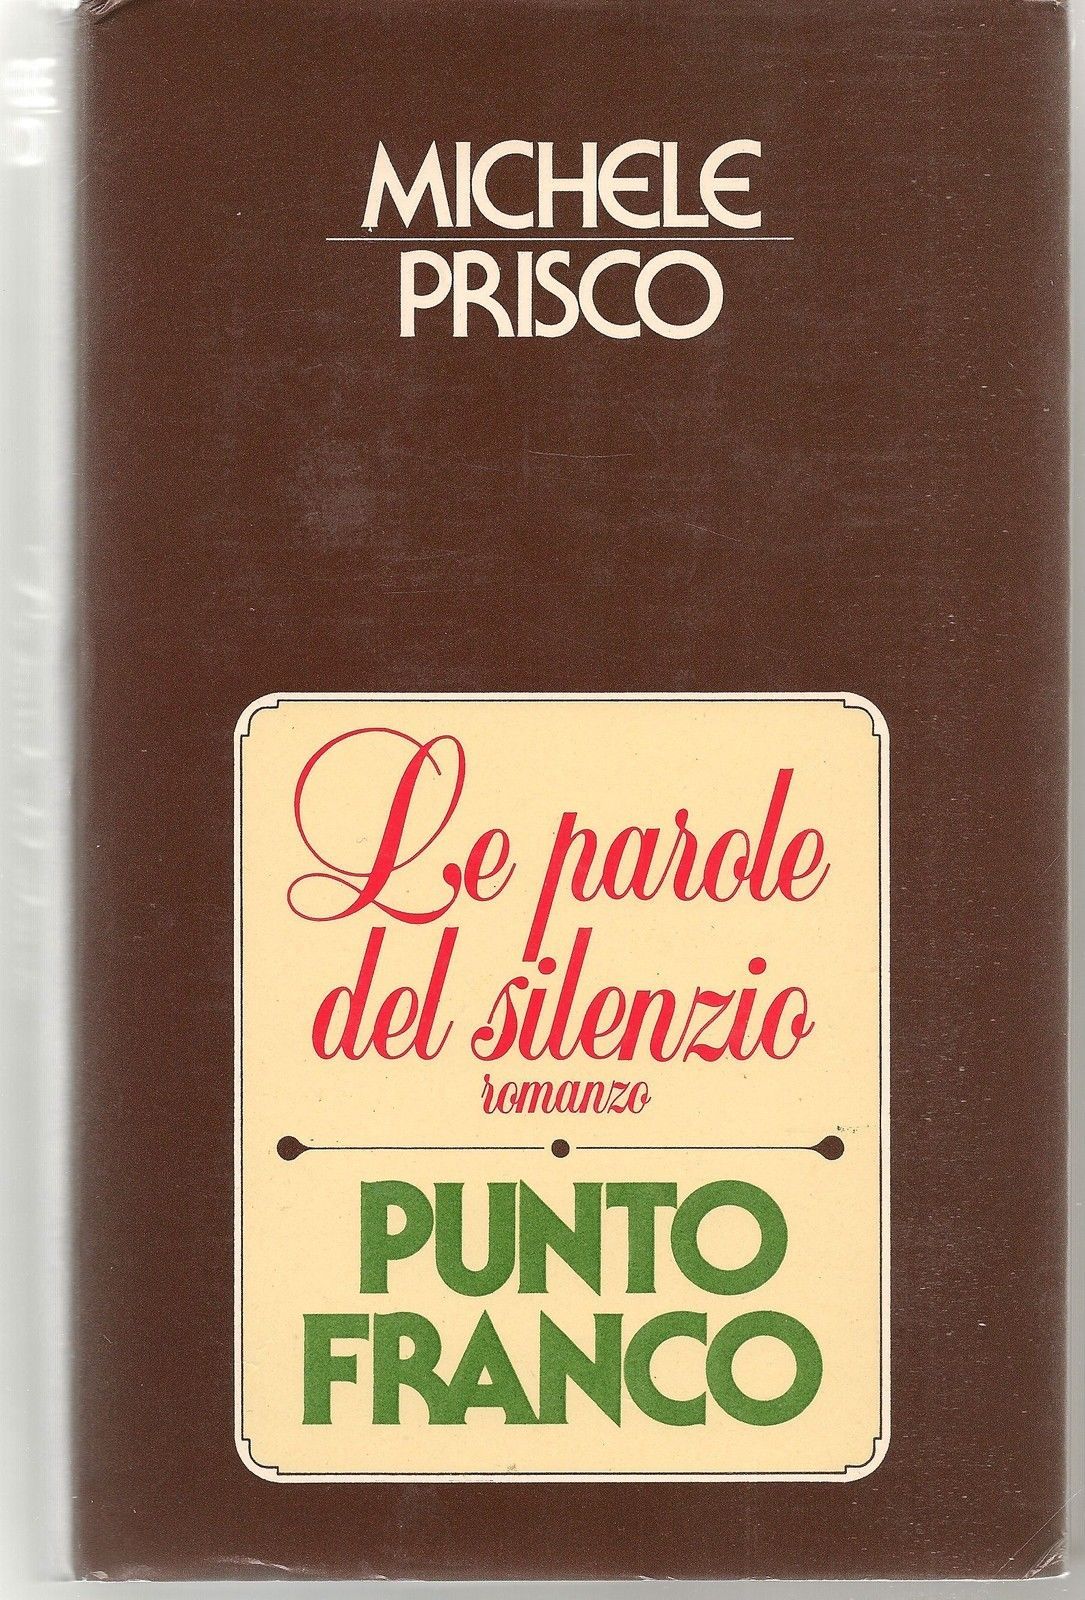 MICHELE
PRISCO
Le parole
del silenzio
romanzo
PUNTO
FRANCO